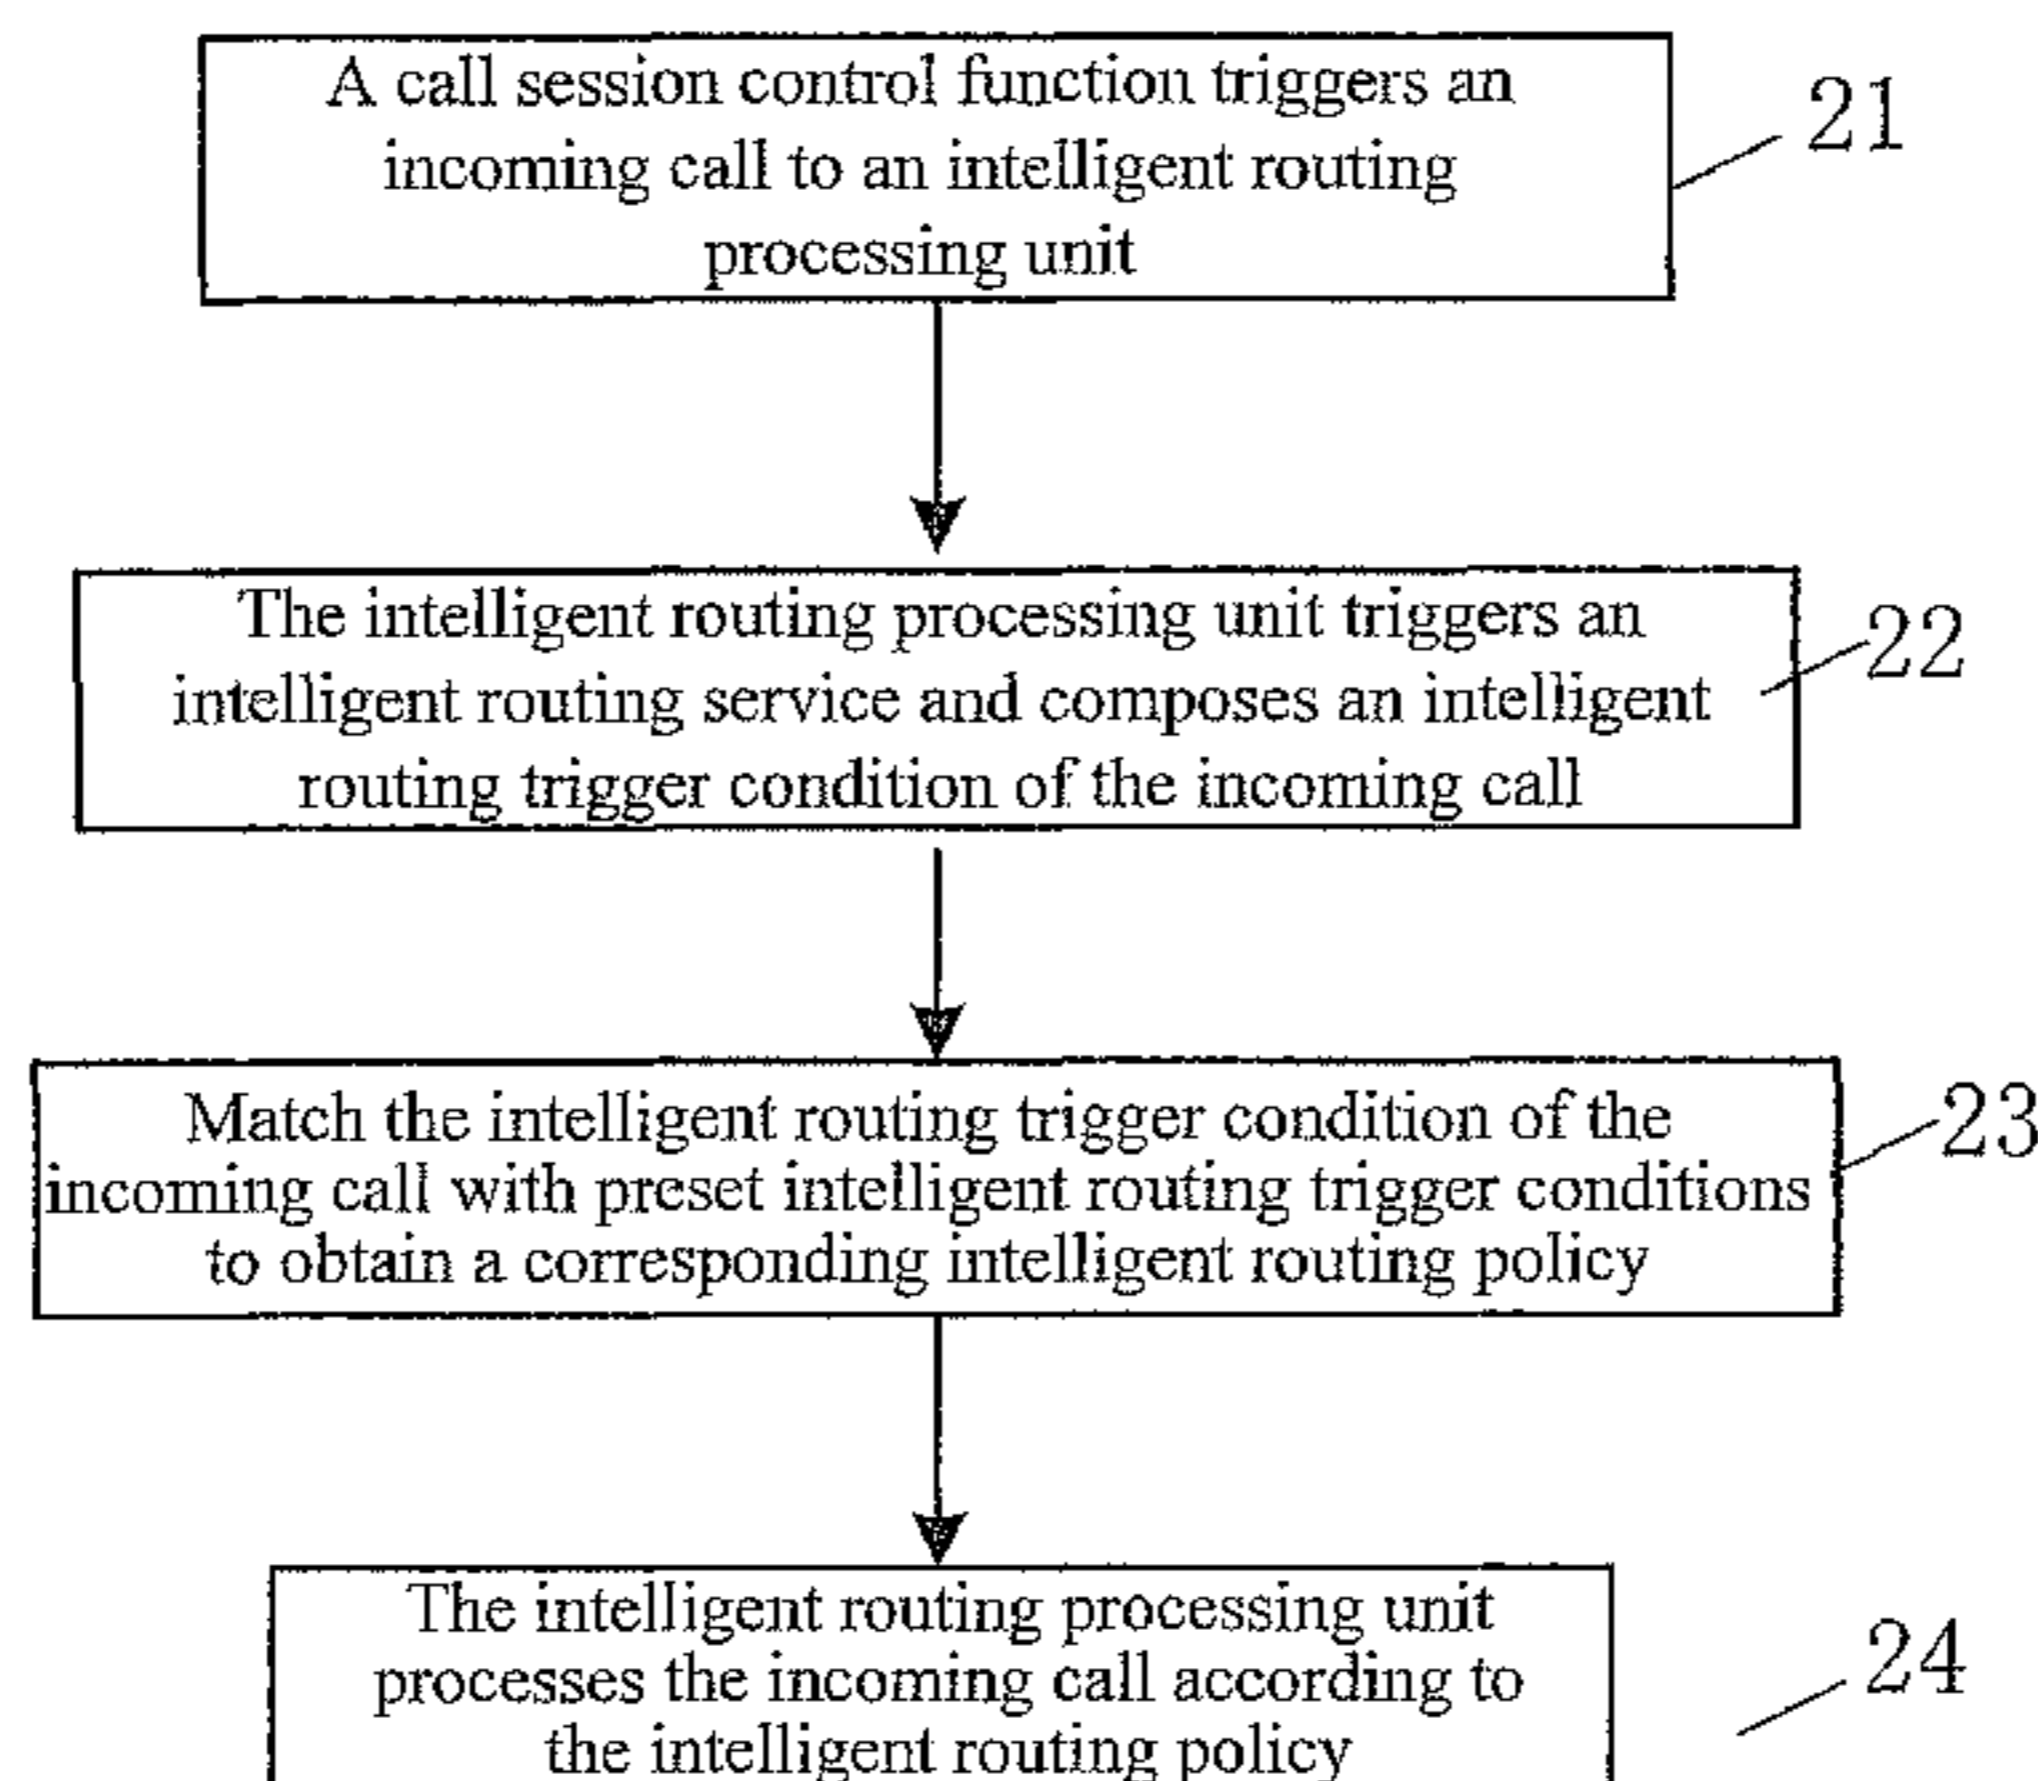 A call session control function triggers an
incoming call to an intelligent routing
processing unit
21
The intelligent routing processing unit triggers an
intelligent routing service and composes an intelligent
routing trigger condition of the incoming call
22
Match the intelligent routing trigger condition of the
incoming call with preset intelligent routing trigger conditions
to obtain a corresponding intelligent routing policy
23
The intelligent routing processing unit
processes the incoming call according to
the intelligent routing policy
24